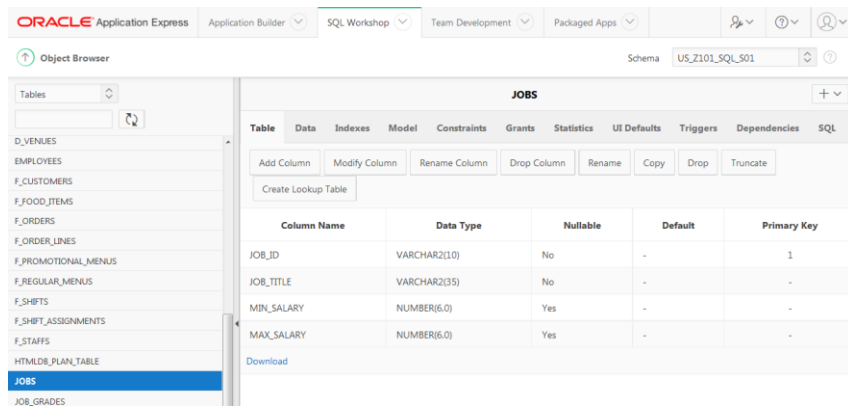 ORACLE Application Express Application Builder SQL Workshop Team Development Packaged Apps
Object Browser Schema US_Z101_SQL_S01
Tables
D_VENUES
EMPLOYEES
F_CUSTOMERS
F_FOOD_ITEMS
F_ORDERS
F_ORDER_LINES
F_PROMOTIONAL_MENUS
F_REGULAR_MENUS
F_SHIFTS
F_SHIFT_ASSIGNMENTS
F_STAFFS
HTMLDB_PLAN_TABLE
JOBS
JOB_GRADES
JOBS
Table Data Indexes Model Constraints Grants Statistics UI Defaults Triggers Dependencies SQL
Add Column Modify Column Rename Column Drop Column Rename Copy Drop Truncate
Create Lookup Table
Column Name Data Type Nullable Default Primary Key
JOB_ID VARCHAR2(10) No - 1
JOB_TITLE VARCHAR2(35) No - -
MIN_SALARY NUMBER(6,0) Yes - -
MAX_SALARY NUMBER(6,0) Yes - -
Download